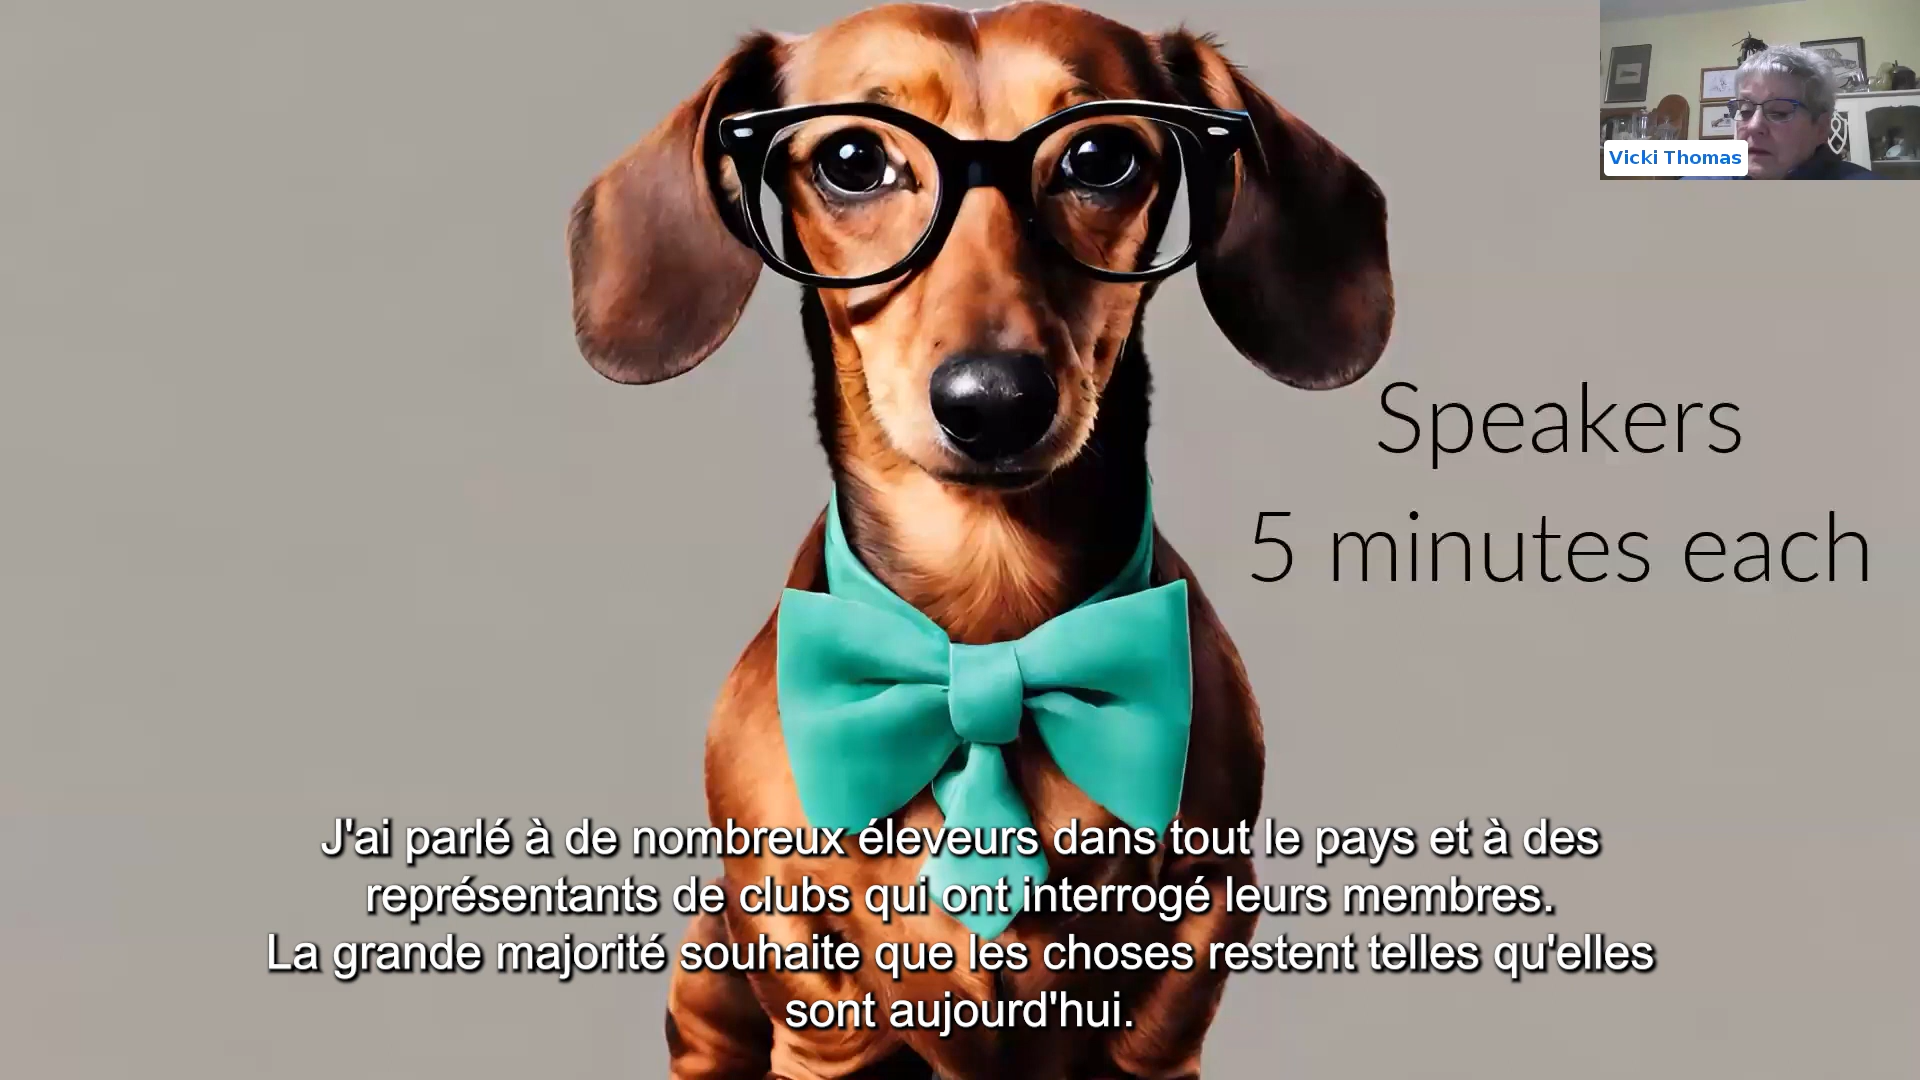 Vicki Thomas
Speakers
5 minutes each
J'ai parlé à de nombreux éleveurs dans tout le pays et à des
représentants de clubs qui ont interrogé leurs membres.
La grande majorité souhaite que les choses restent telles qu'elles
sont aujourd'hui.